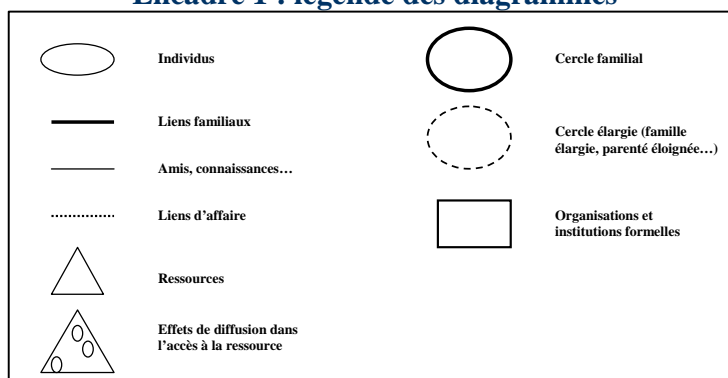 Encadré 1 : légende des diagrammes
Individus
Liens familiaux
Amis, connaissances…
Liens d'affaire
Ressources
Effets de diffusion dans
l'accès à la ressource
Cercle familial
Cercle élargie (famille
élargie, parenté éloignée…)
Organisations et
institutions formelles